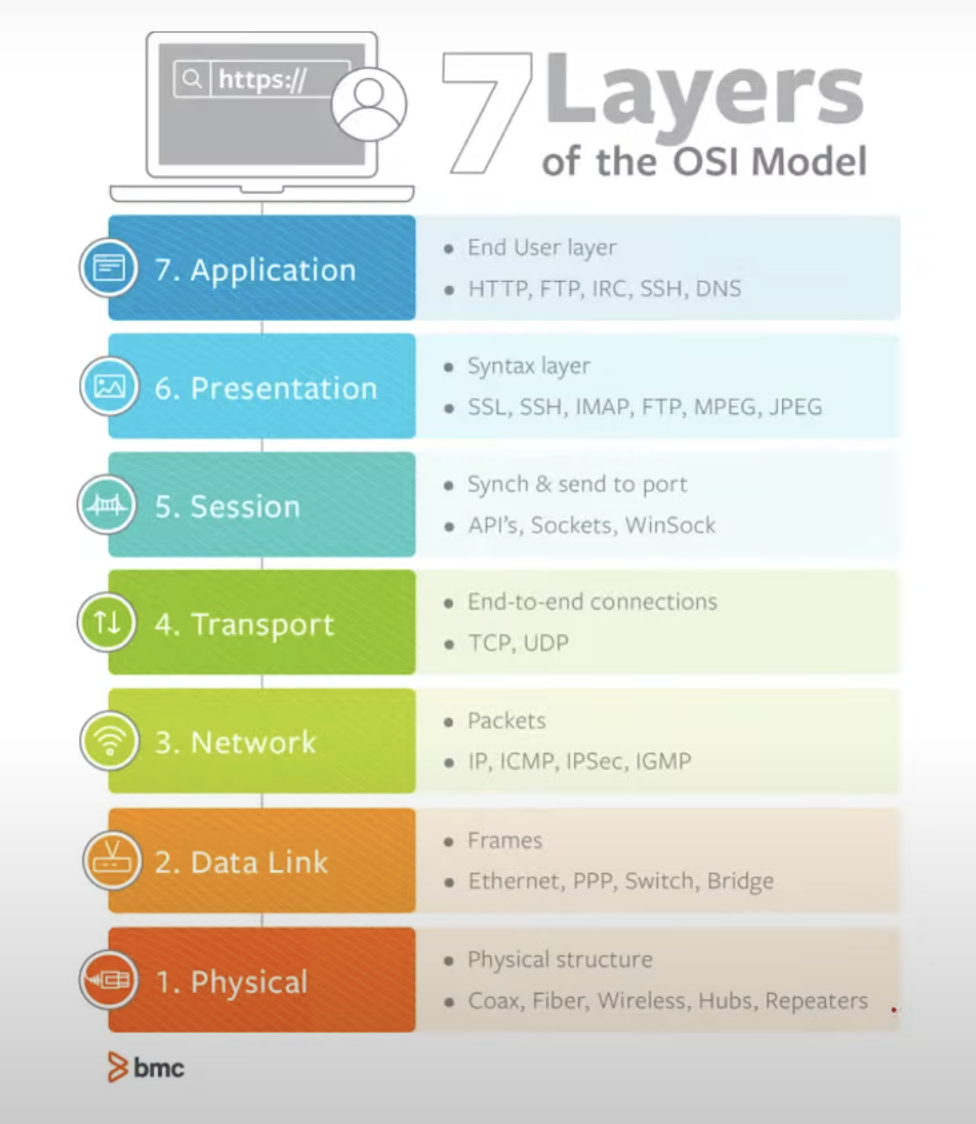 https://
7 Layers
of the OSI Model
7. Application
• End User layer
• HTTP, FTP, IRC, SSH, DNS
6. Presentation
• Syntax layer
• SSL, SSH, IMAP, FTP, MPEG, JPEG
5. Session
• Synch & send to port
• API's, Sockets, WinSock
4. Transport
• End-to-end connections
• TCP, UDP
3. Network
• Packets
• IP, ICMP, IPSec, IGMP
2. Data Link
• Frames
• Ethernet, PPP, Switch, Bridge
1. Physical
• Physical structure
• Coax, Fiber, Wireless, Hubs, Repeaters
bmc